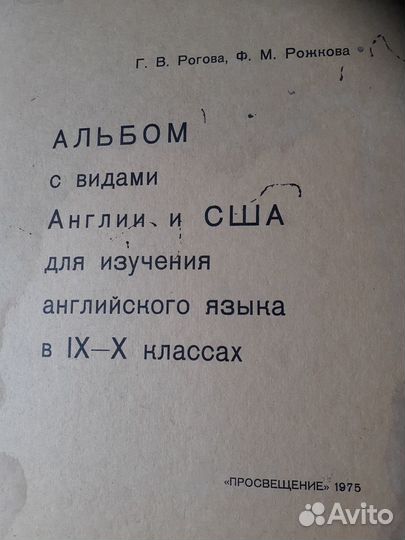 Г. В. Рогова, Ф. М. Рожкова
АЛЬБОМ
с видами
Англии и США
для изучения
английского языка
в IX—X классах
«ПРОСВЕЩЕНИЕ» 1975
Avito